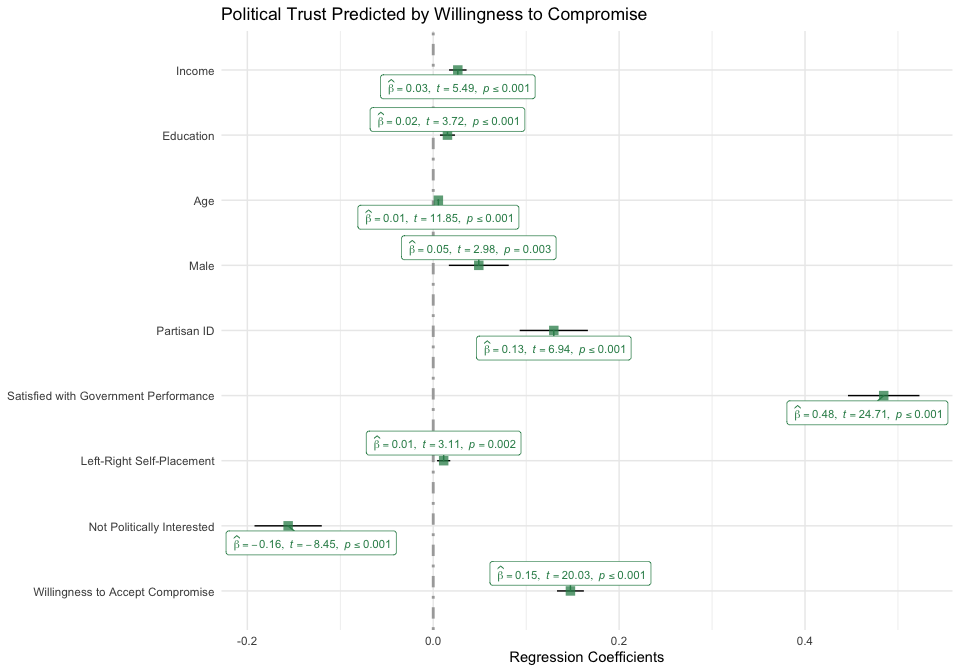 Political Trust Predicted by Willingness to Compromise
Income
β̂ = 0.03, t = 5.49, p ≤ 0.001
β̂ = 0.02, t = 3.72, p ≤ 0.001
Education
Age
β̂ = 0.01, t = 11.85, p ≤ 0.001
β̂ = 0.05, t = 2.98, p = 0.003
Male
Partisan ID
β̂ = 0.13, t = 6.94, p ≤ 0.001
Satisfied with Government Performance
β̂ = 0.48, t = 24.71, p ≤ 0.001
β̂ = 0.01, t = 3.11, p = 0.002
Left-Right Self-Placement
Not Politically Interested
β̂ = −0.16, t = −8.45, p ≤ 0.001
β̂ = 0.15, t = 20.03, p ≤ 0.001
Willingness to Accept Compromise
-0.2 0.0 0.2 0.4
Regression Coefficients